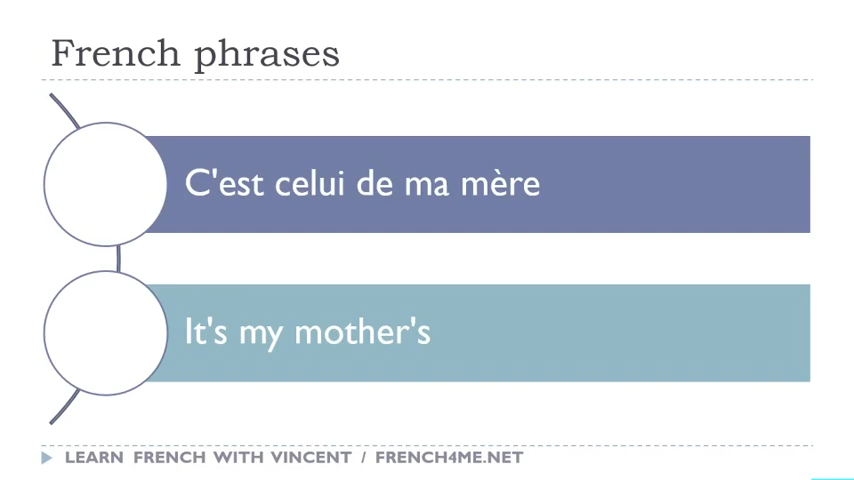 French phrases
C'est celui de ma mère
It's my mother's
LEARN FRENCH WITH VINCENT / FRENCH4ME.NET